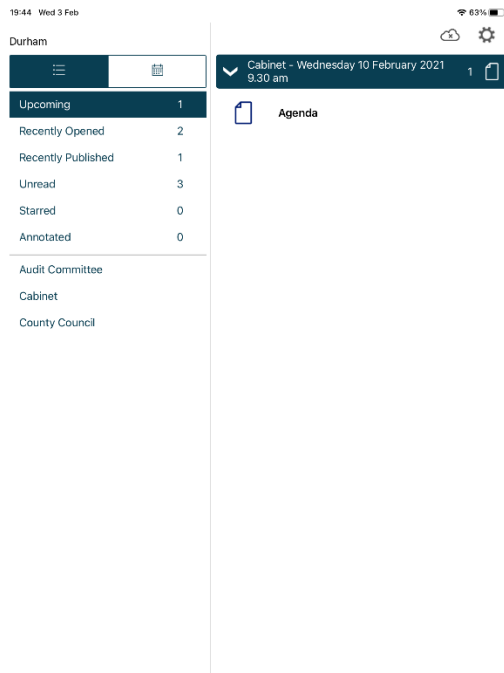 19:44 Wed 3 Feb
63%
Durham
Upcoming 1
Recently Opened 2
Recently Published 1
Unread 3
Starred 0
Annotated 0
Audit Committee
Cabinet
County Council
Cabinet - Wednesday 10 February 2021
9.30 am
1
Agenda